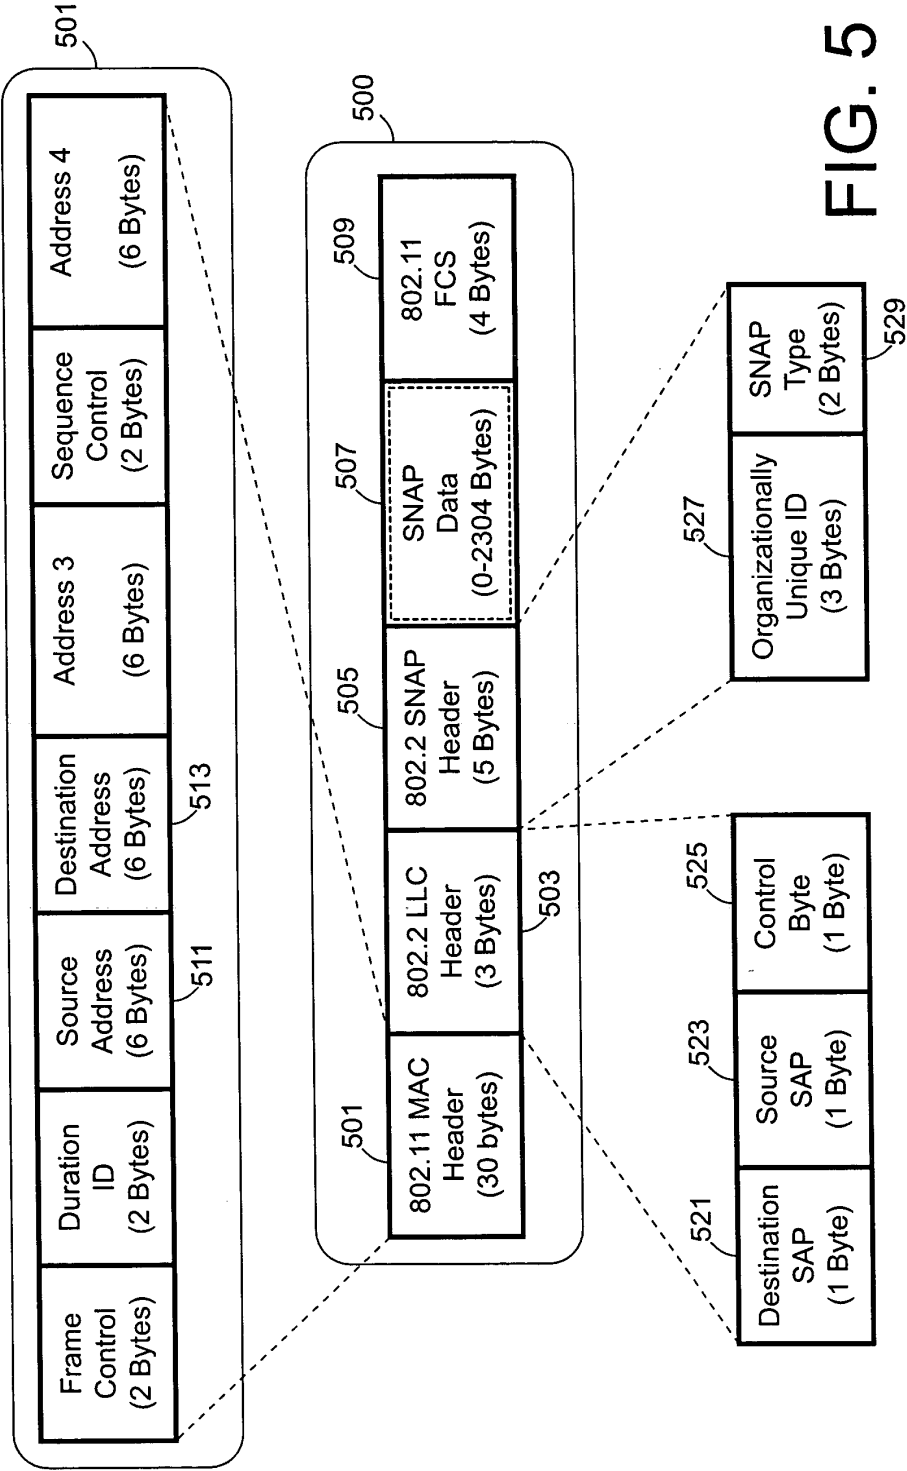 501
Frame
Control
(2 Bytes)
Duration
ID
(2 Bytes)
Source
Address
(6 Bytes)
Destination
Address
(6 Bytes)
Address 3
(6 Bytes)
Sequence
Control
(2 Bytes)
Address 4
(6 Bytes)
511
513
500
501
505
507
509
802.11 MAC
Header
(30 bytes)
802.2 LLC
Header
(3 Bytes)
802.2 SNAP
Header
(5 Bytes)
SNAP
Data
(0-2304 Bytes)
802.11
FCS
(4 Bytes)
503
521
523
525
527
Destination
SAP
(1 Byte)
Source
SAP
(1 Byte)
Control
Byte
(1 Byte)
Organizationally
Unique ID
(3 Bytes)
SNAP
Type
(2 Bytes)
529
FIG. 5